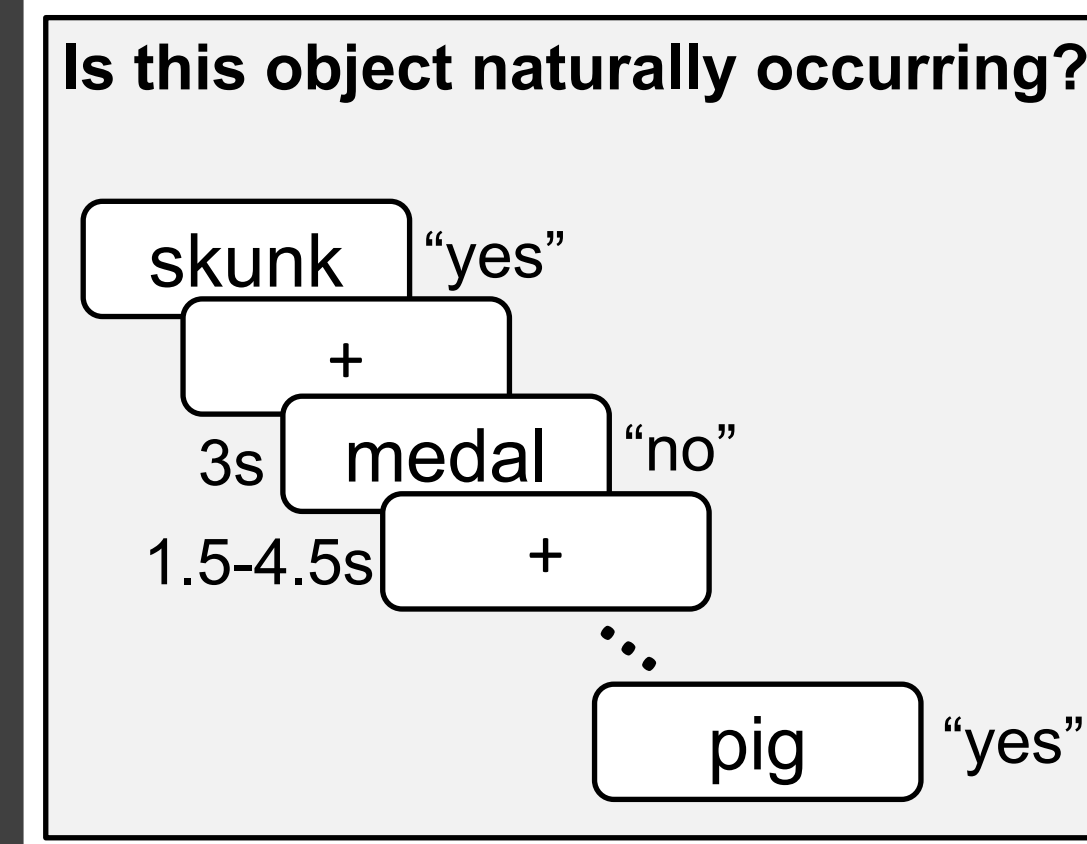 Is this object naturally occurring?
skunk “yes”
+
3s medal “no”
1.5-4.5s +
pig “yes”